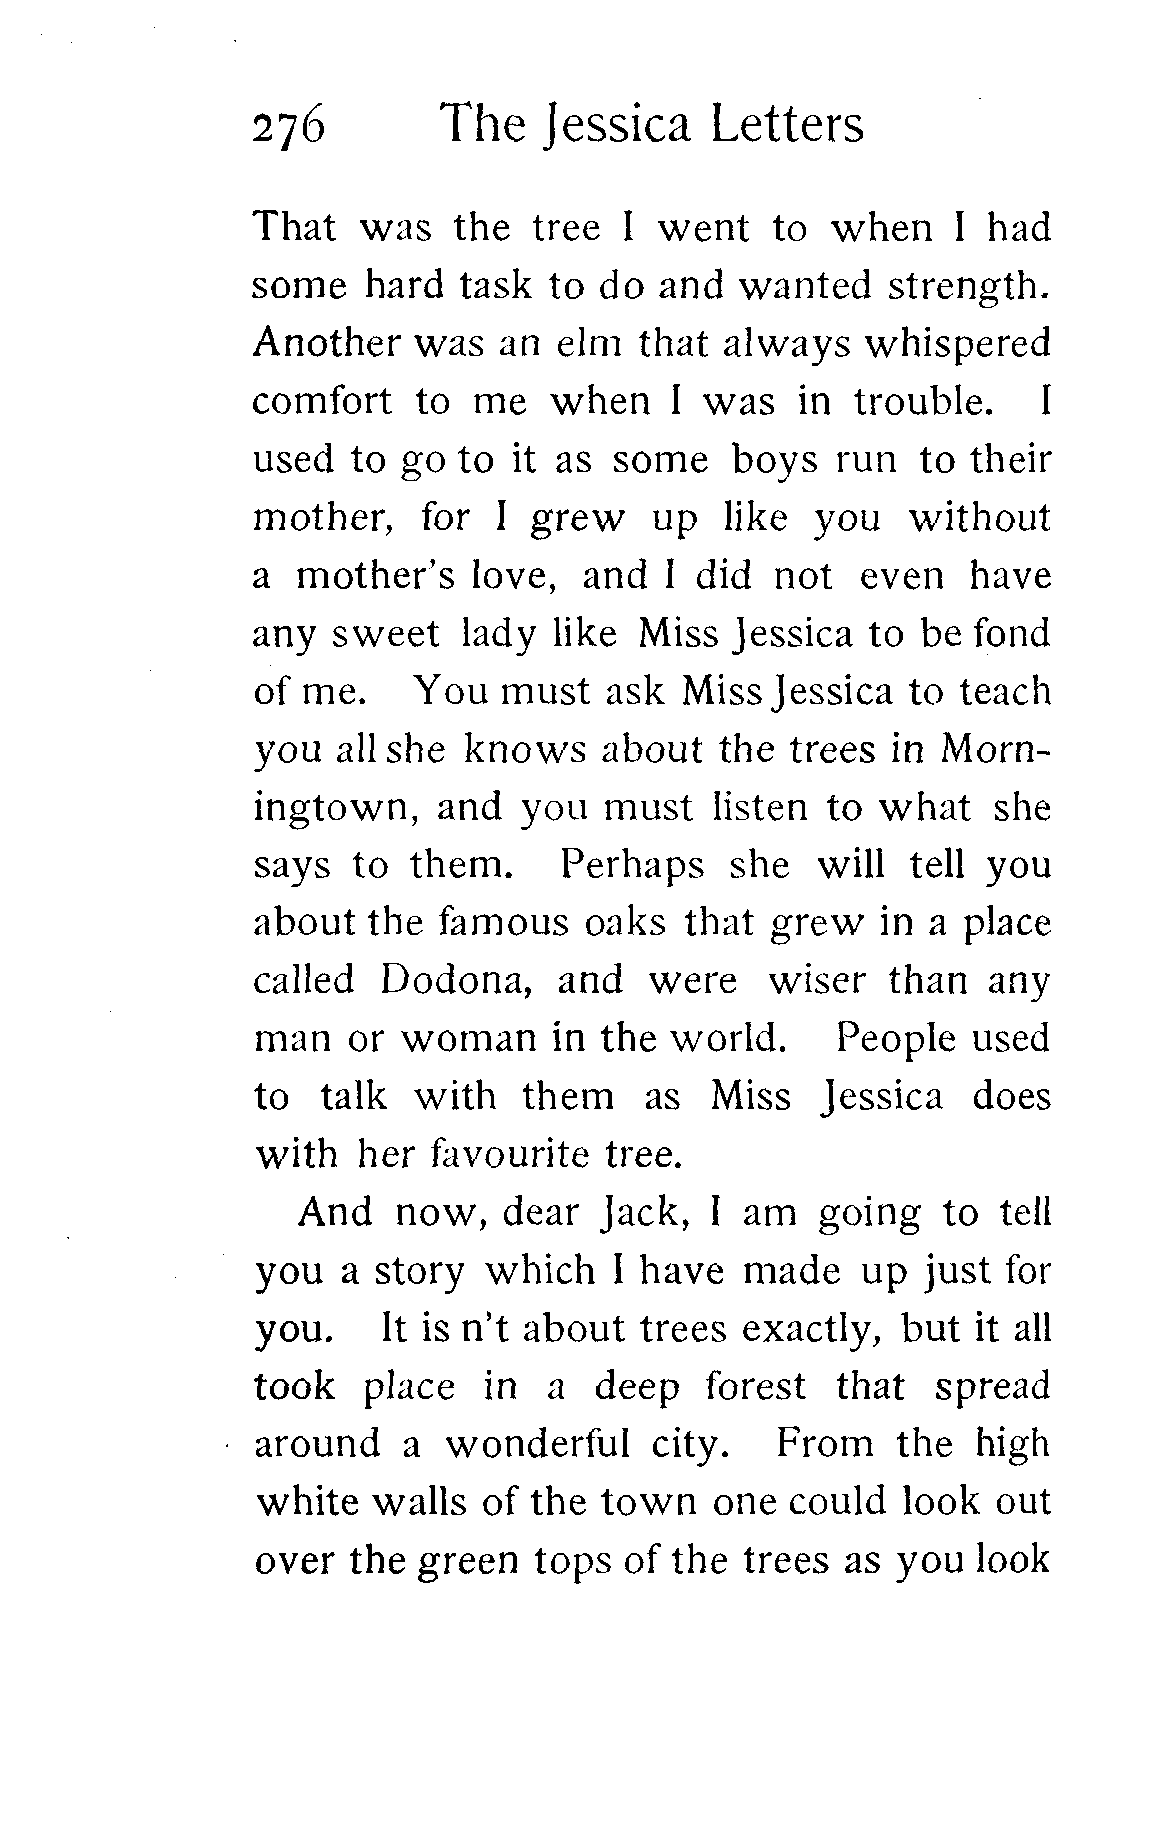 276 The Jessica Letters
That was the tree I went to when I had
some hard task to do and wanted strength.
Another was an elm that always whispered
comfort to me when I was in trouble. I
used to go to it as some boys run to their
mother, for I grew up like you without
a mother's love, and I did not even have
any sweet lady like Miss Jessica to be fond
of me. You must ask Miss Jessica to teach
you all she knows about the trees in Morn-
ingtown, and you must listen to what she
says to them. Perhaps she will tell you
about the famous oaks that grew in a place
called Dodona, and were wiser than any
man or woman in the world. People used
to talk with them as Miss Jessica does
with her favourite tree.
And now, dear Jack, I am going to tell
you a story which I have made up just for
you. It is n't about trees exactly, but it all
took place in a deep forest that spread
around a wonderful city. From the high
white walls of the town one could look out
over the green tops of the trees as you look